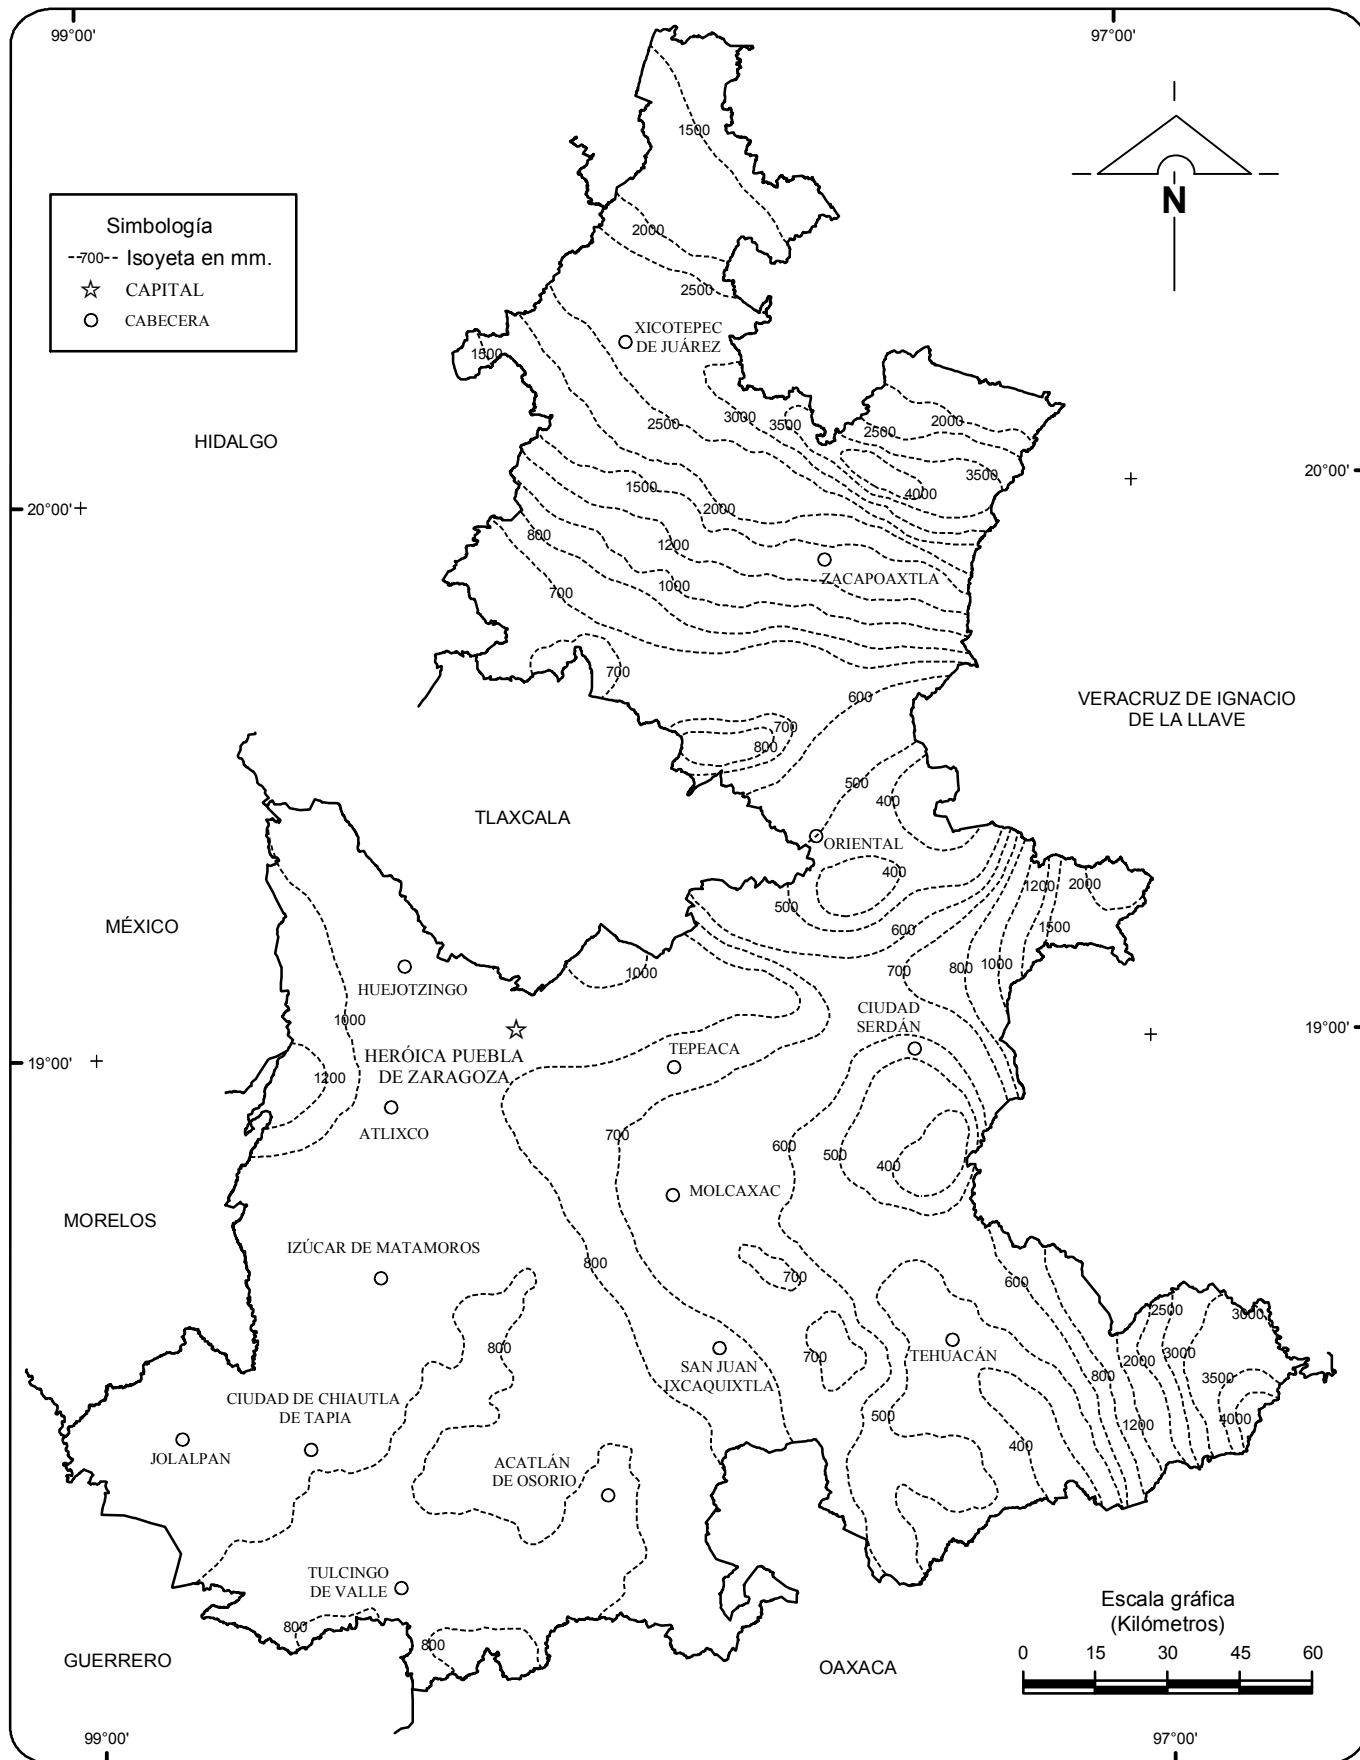 99°00'
97°00'
1500
Simbología
--700-- Isoyeta en mm.
CAPITAL
CABECERA
N
2000
2500
XICOTEPEC
DE JUÁREZ
1500
3000
3500
2500
2500
2000
HIDALGO
3500
4000
20°00'
20°00'
1500
2000
800
1200
1000
700
ZACAPOAXTLA
700
600
VERACRUZ DE IGNACIO
DE LA LLAVE
700
800
500
400
TLAXCALA
ORIENTAL
400
500
1200
2000
1500
MÉXICO
600
HUEJOTZINGO
1000
700
800
1000
1000
CIUDAD
SERDÁN
19°00'
19°00'
HERÓICA PUEBLA
DE ZARAGOZA
TEPEACA
1200
ATLIXCO
700
600
500
400
MOLCAXAC
MORELOS
IZÚCAR DE MATAMOROS
800
700
600
2500
3000
800
700
TEHUACÁN
2000
3000
SAN JUAN
IXCAQUIXTLA
800
3500
CIUDAD DE CHIAUTLA
DE TAPIA
500
1200
4000
JOLALPAN
400
ACATLÁN
DE OSORIO
TULCINGO
DE VALLE
800
800
GUERRERO
OAXACA
Escala gráfica
(Kilómetros)
0 15 30 45 60
99°00'
97°00'